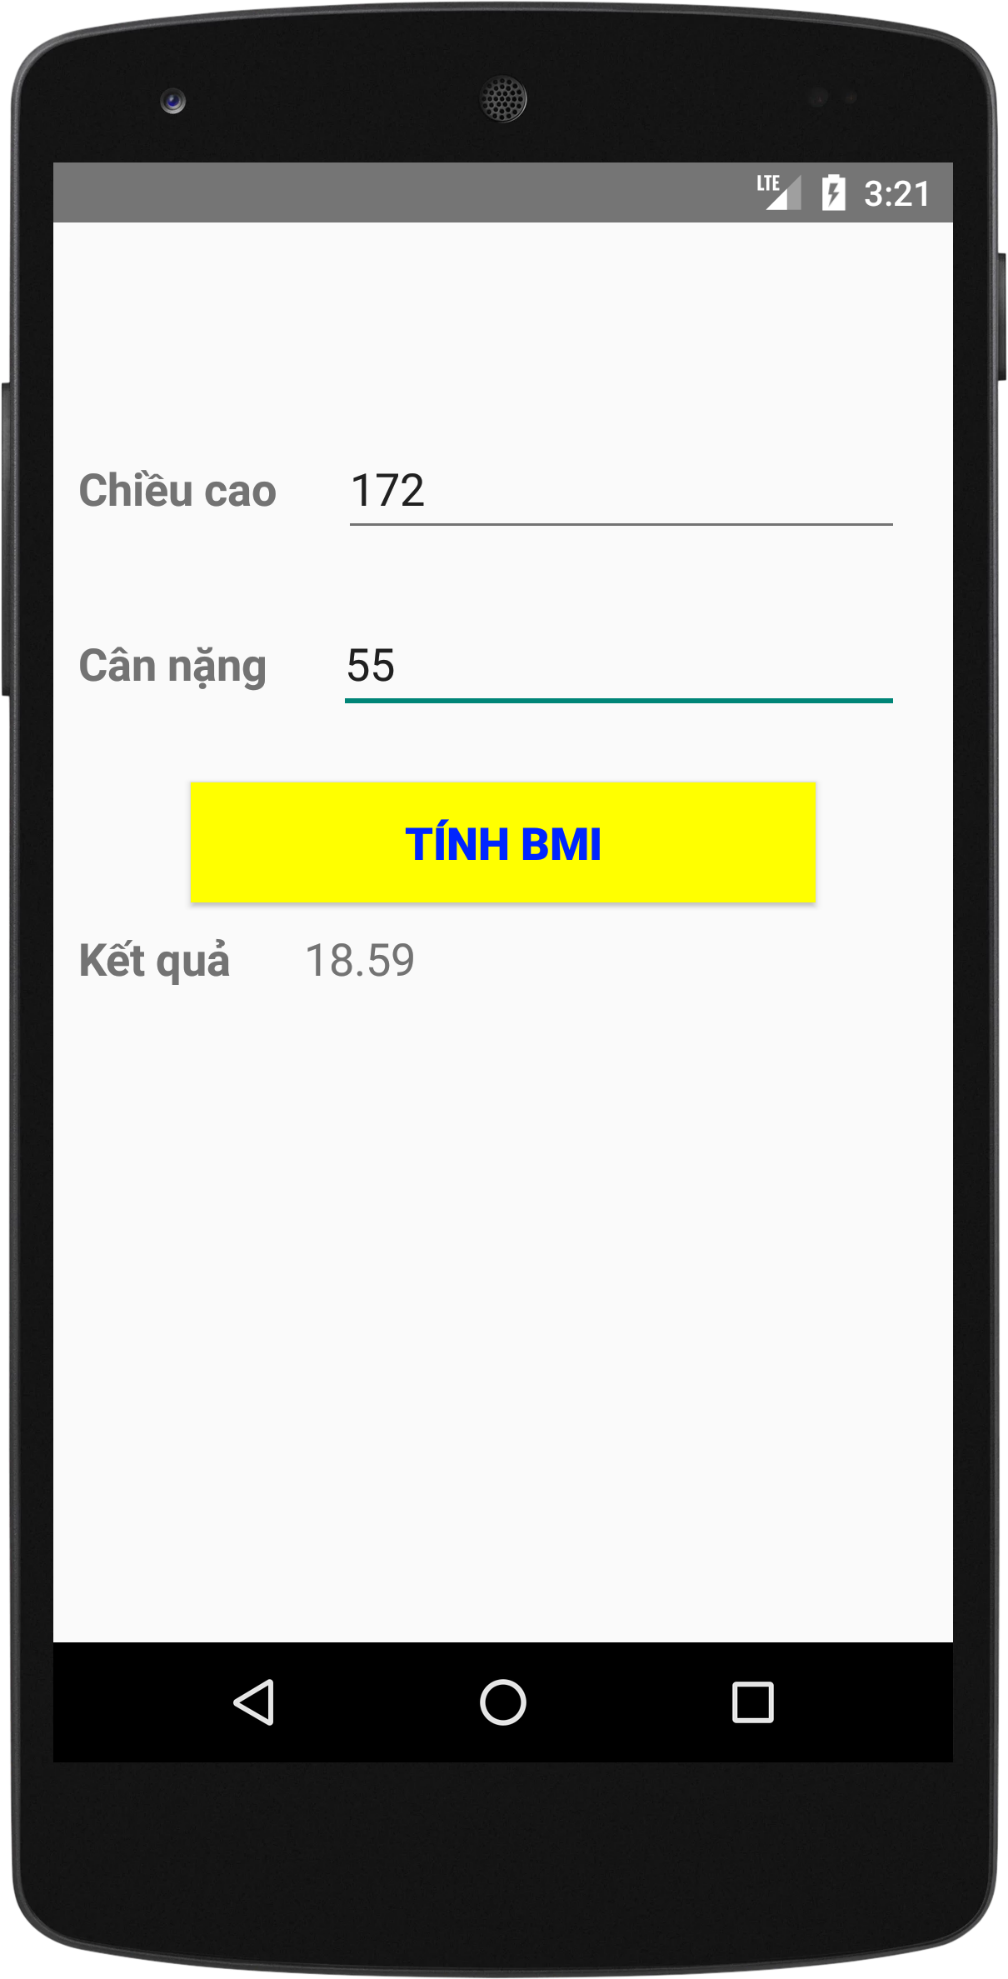 LTE 3:21
Chiều cao 172
Cân nặng 55
TÍNH BMI
Kết quả 18.59